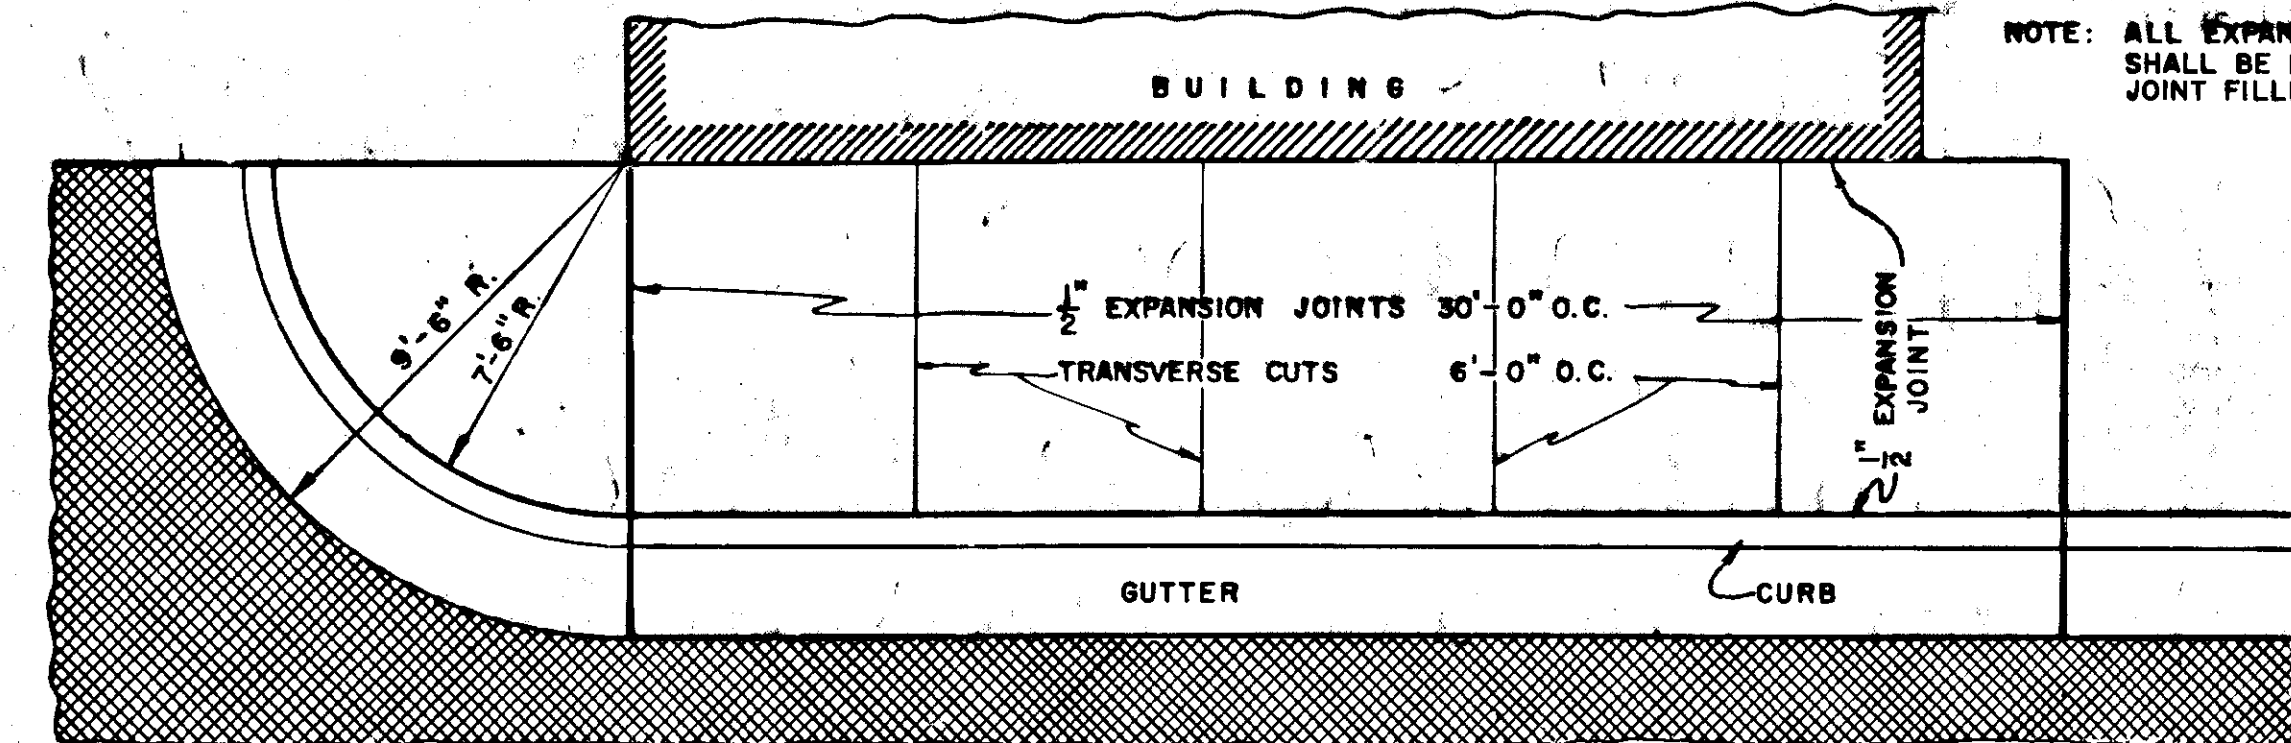 BUILDING
NOTE: ALL EXPAN
SHALL BE
JOINT FILL
9'-6" R.
7'-6" R.
1/2" EXPANSION JOINTS 30'-0" O.C.
TRANSVERSE CUTS 6'-0" O.C.
1/2" EXPANSION
JOINT
GUTTER
CURB